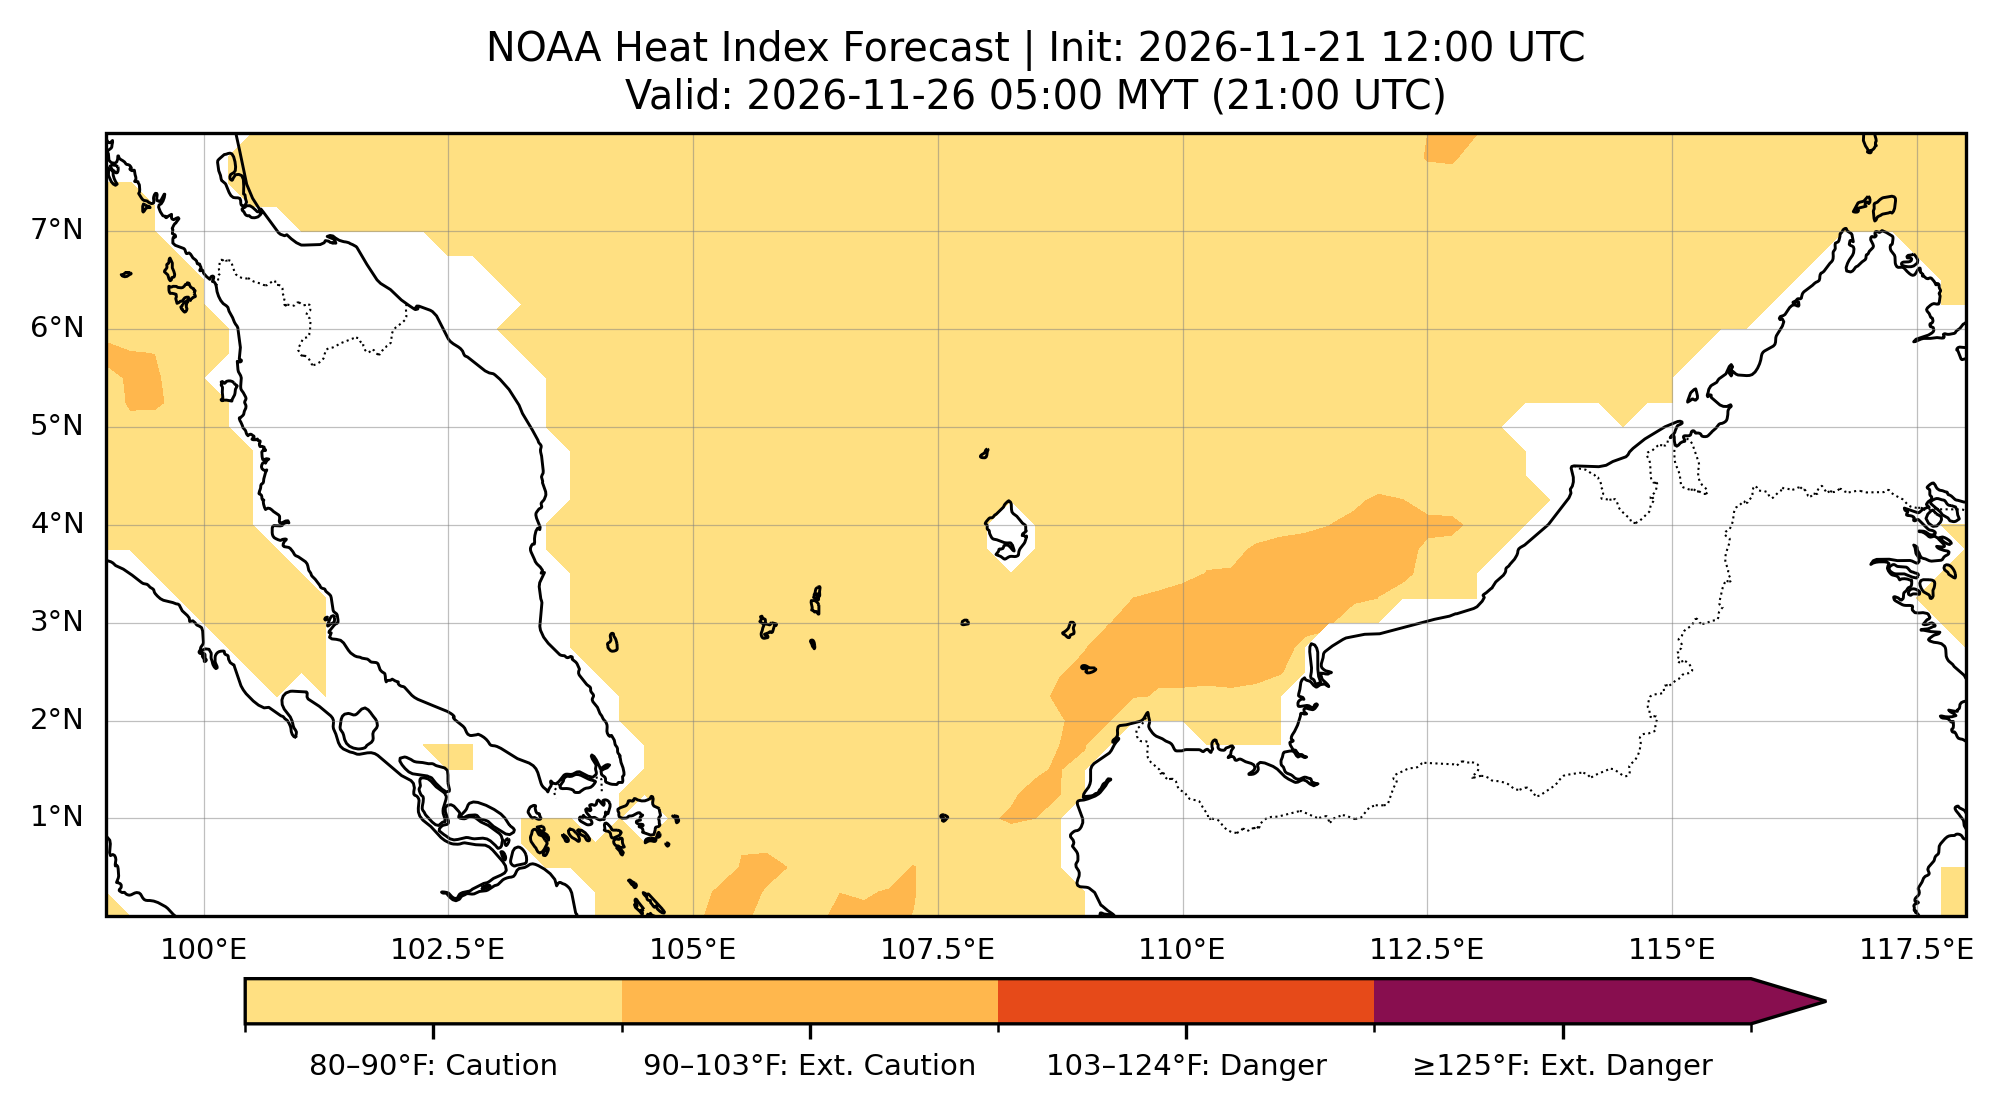 NOAA Heat Index Forecast | Init: 2026-11-21 12:00 UTC
Valid: 2026-11-26 05:00 MYT (21:00 UTC)
7°N
6°N
5°N
4°N
3°N
2°N
1°N
100°E 102.5°E 105°E 107.5°E 110°E 112.5°E 115°E 117.5°E
80–90°F: Caution 90–103°F: Ext. Caution 103–124°F: Danger ≥125°F: Ext. Danger